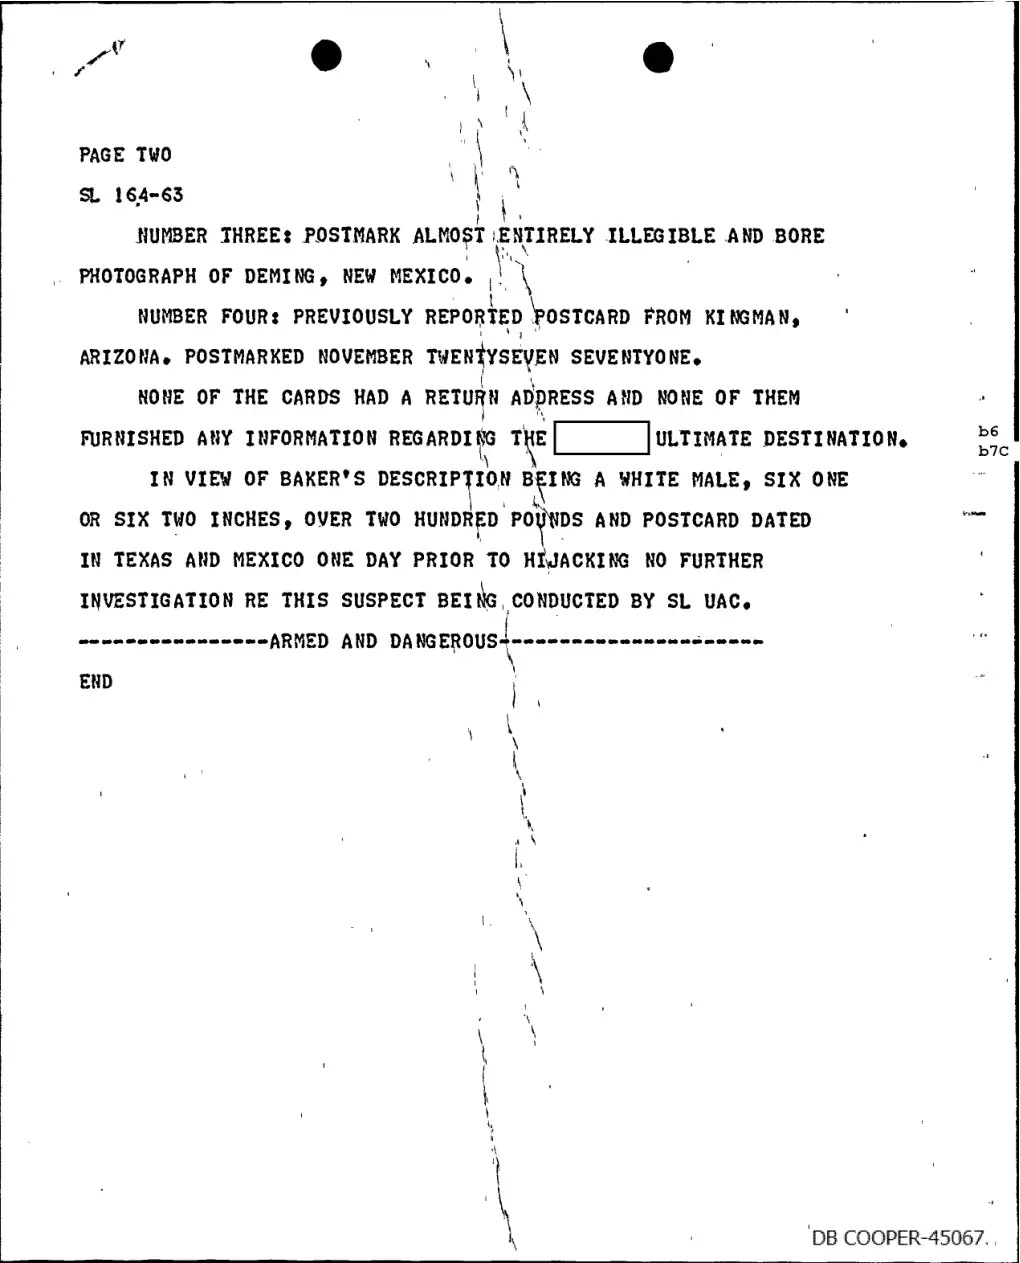 PAGE TWO
SL 164-63
NUMBER THREE: POSTMARK ALMOST ENTIRELY ILLEGIBLE AND BORE
PHOTOGRAPH OF DEMING, NEW MEXICO.
NUMBER FOUR: PREVIOUSLY REPORTED POSTCARD FROM KINGMAN,
ARIZONA. POSTMARKED NOVEMBER TWENTYSEVEN SEVENTYONE.
NONE OF THE CARDS HAD A RETURN ADDRESS AND NONE OF THEM
FURNISHED ANY INFORMATION REGARDING THE ULTIMATE DESTINATION.
b6
b7C
IN VIEW OF BAKER'S DESCRIPTION BEING A WHITE MALE, SIX ONE
OR SIX TWO INCHES, OVER TWO HUNDRED POUNDS AND POSTCARD DATED
IN TEXAS AND MEXICO ONE DAY PRIOR TO HIJACKING NO FURTHER
INVESTIGATION RE THIS SUSPECT BEING CONDUCTED BY SL UAC.
----------------ARMED AND DANGEROUS----------------------
END
DB COOPER-45067